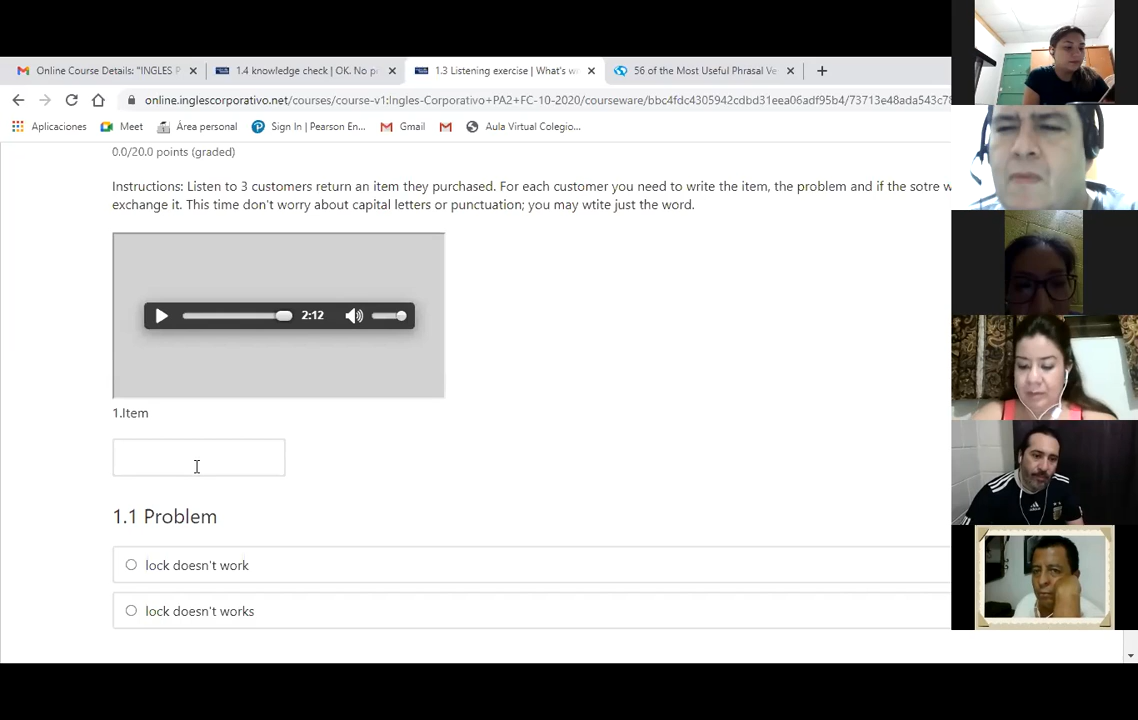 Online Course Details: "INGLES P
1.4 knowledge check | OK. No p
1.3 Listening exercise | What's w
56 of the Most Useful Phrasal Ve
online.inglescorporativo.net/courses/course-v1:Ingles-Corporativo+PA2+FC-10-2020/courseware/bbc4fdc4305942cdbd31eea06adf95b4/73713e48ada543c78
Aplicaciones
Meet
Área personal
Sign In | Pearson En...
Gmail
Aula Virtual Colegio...
0.0/20.0 points (graded)
Instructions: Listen to 3 customers return an item they purchased. For each customer you need to write the item, the problem and if the sotre w
exchange it. This time don't worry about capital letters or punctuation; you may wtite just the word.
2:12
1.Item
1.1 Problem
lock doesn't work
lock doesn't works